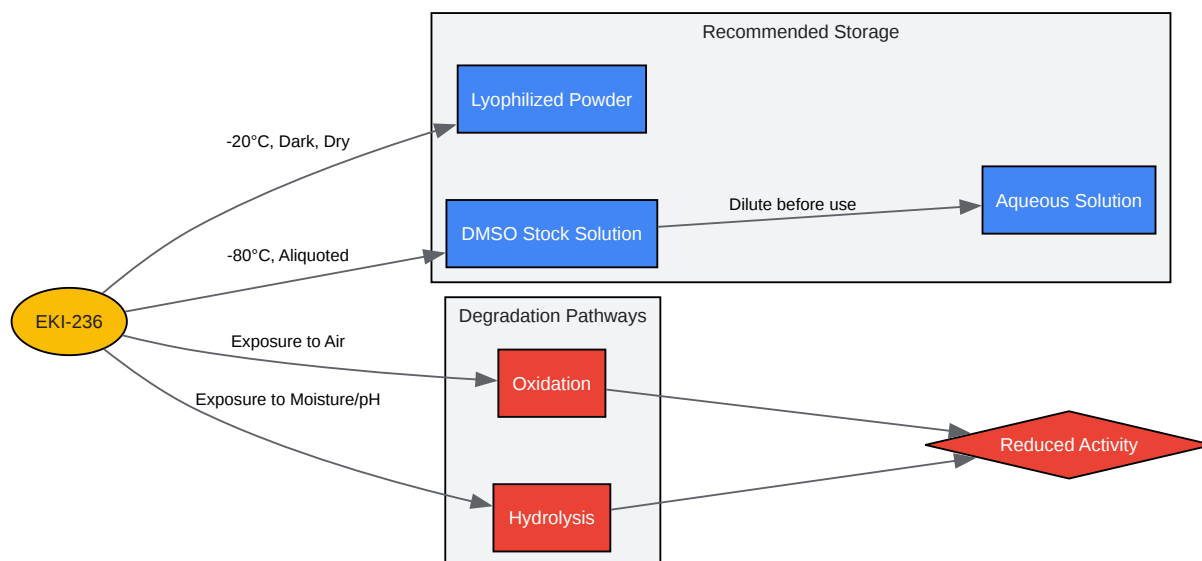 Recommended Storage
Lyophilized Powder
-20°C, Dark, Dry
Aqueous Solution
Dilute before use
DMSO Stock Solution
-80°C, Aliquoted
EKI-236
Degradation Pathways
Exposure to Air
Oxidation
Exposure to Moisture/pH
Reduced Activity
Hydrolysis